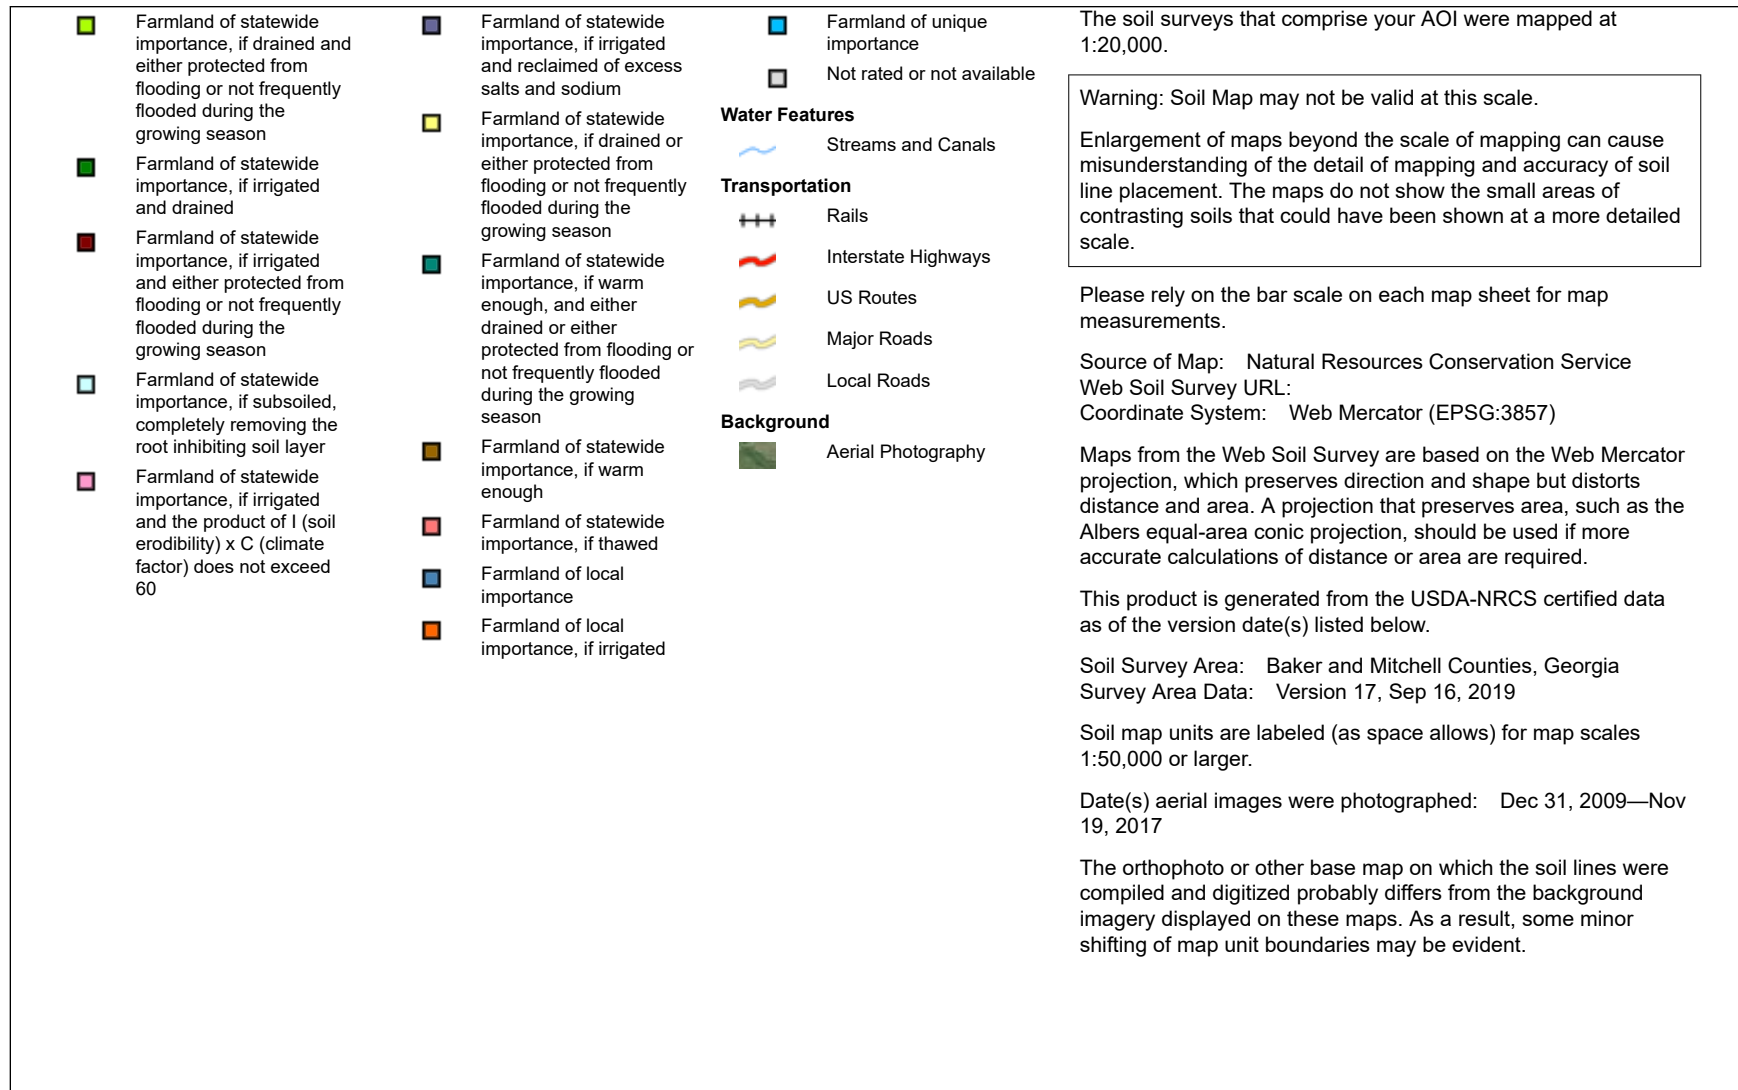 Farmland of statewide
importance, if drained and
either protected from
flooding or not frequently
flooded during the
growing season
Farmland of statewide
importance, if irrigated
and drained
Farmland of statewide
importance, if irrigated
and either protected from
flooding or not frequently
flooded during the
growing season
Farmland of statewide
importance, if subsoiled,
completely removing the
root inhibiting soil layer
Farmland of statewide
importance, if irrigated
and the product of I (soil
erodibility) x C (climate
factor) does not exceed
60
Farmland of statewide
importance, if irrigated
and reclaimed of excess
salts and sodium
Farmland of statewide
importance, if drained or
either protected from
flooding or not frequently
flooded during the
growing season
Farmland of statewide
importance, if warm
enough, and either
drained or either
protected from flooding or
not frequently flooded
during the growing
season
Farmland of statewide
importance, if warm
enough
Farmland of statewide
importance, if thawed
Farmland of local
importance
Farmland of local
importance, if irrigated
Farmland of unique
importance
Not rated or not available
Water Features
Streams and Canals
Transportation
Rails
Interstate Highways
US Routes
Major Roads
Local Roads
Background
Aerial Photography
The soil surveys that comprise your AOI were mapped at
1:20,000.
Warning: Soil Map may not be valid at this scale.
Enlargement of maps beyond the scale of mapping can cause
misunderstanding of the detail of mapping and accuracy of soil
line placement. The maps do not show the small areas of
contrasting soils that could have been shown at a more detailed
scale.
Please rely on the bar scale on each map sheet for map
measurements.
Source of Map: Natural Resources Conservation Service
Web Soil Survey URL:
Coordinate System: Web Mercator (EPSG:3857)
Maps from the Web Soil Survey are based on the Web Mercator
projection, which preserves direction and shape but distorts
distance and area. A projection that preserves area, such as the
Albers equal-area conic projection, should be used if more
accurate calculations of distance or area are required.
This product is generated from the USDA-NRCS certified data
as of the version date(s) listed below.
Soil Survey Area: Baker and Mitchell Counties, Georgia
Survey Area Data: Version 17, Sep 16, 2019
Soil map units are labeled (as space allows) for map scales
1:50,000 or larger.
Date(s) aerial images were photographed: Dec 31, 2009—Nov
19, 2017
The orthophoto or other base map on which the soil lines were
compiled and digitized probably differs from the background
imagery displayed on these maps. As a result, some minor
shifting of map unit boundaries may be evident.